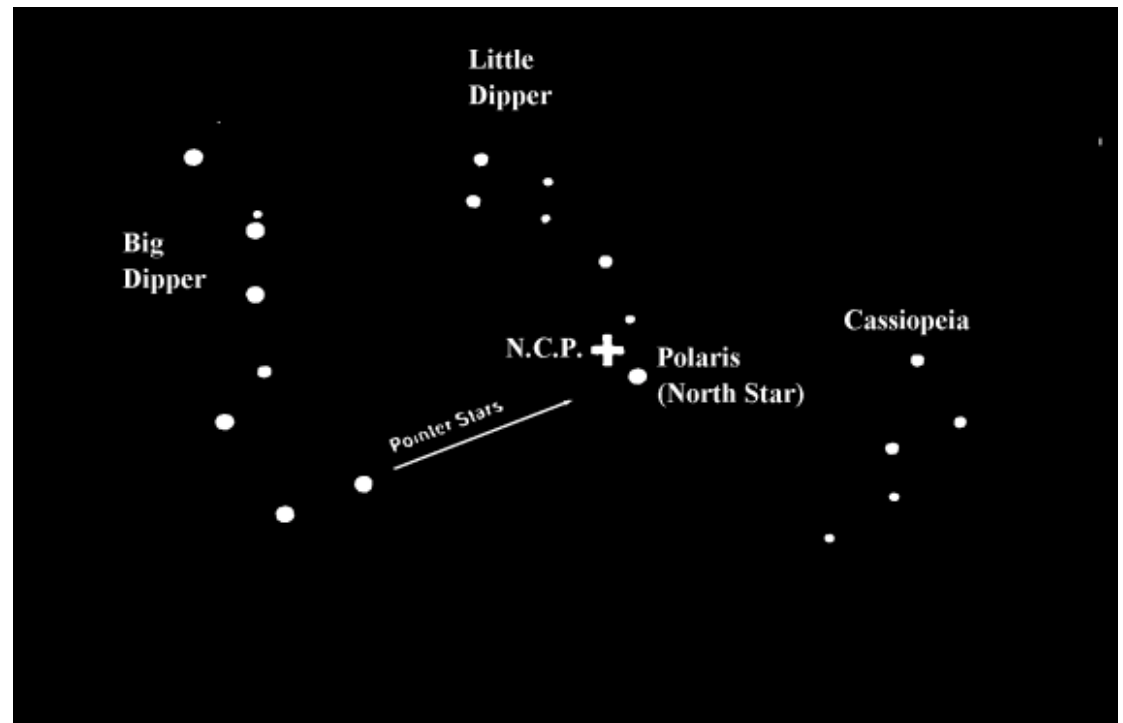 Little
Dipper
Big
Dipper
Cassiopeia
N.C.P.
Polaris
(North Star)
Pointer Stars